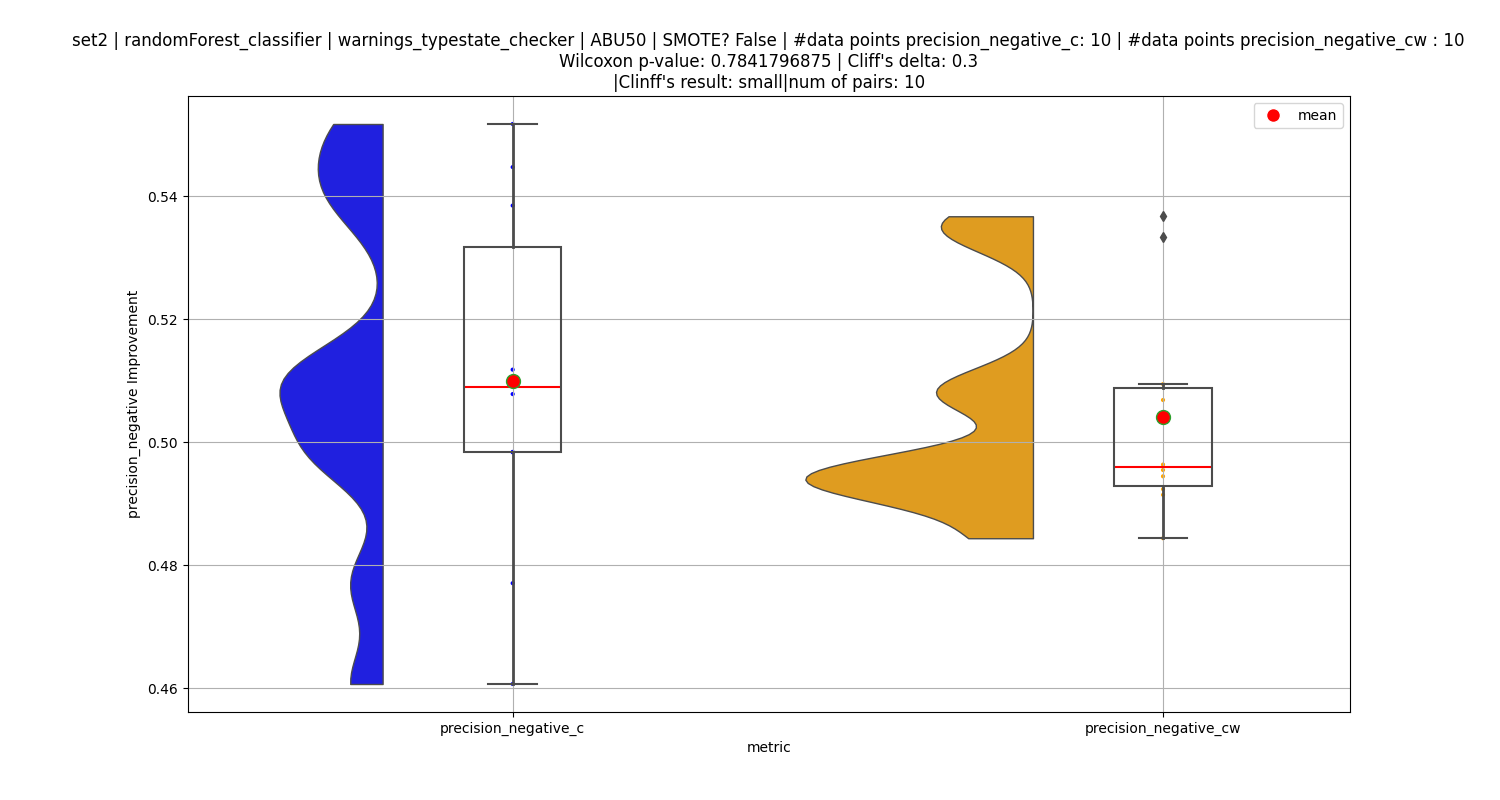 set2 | randomForest_classifier | warnings_typestate_checker | ABU50 | SMOTE? False | #data points precision_negative_c: 10 | #data points precision_negative_cw : 10
Wilcoxon p-value: 0.7841796875 | Cliff's delta: 0.3
|Clinff's result: small|num of pairs: 10
mean
0.54
0.52
0.50
0.48
0.46
precision_negative Improvement
precision_negative_c
precision_negative_cw
metric